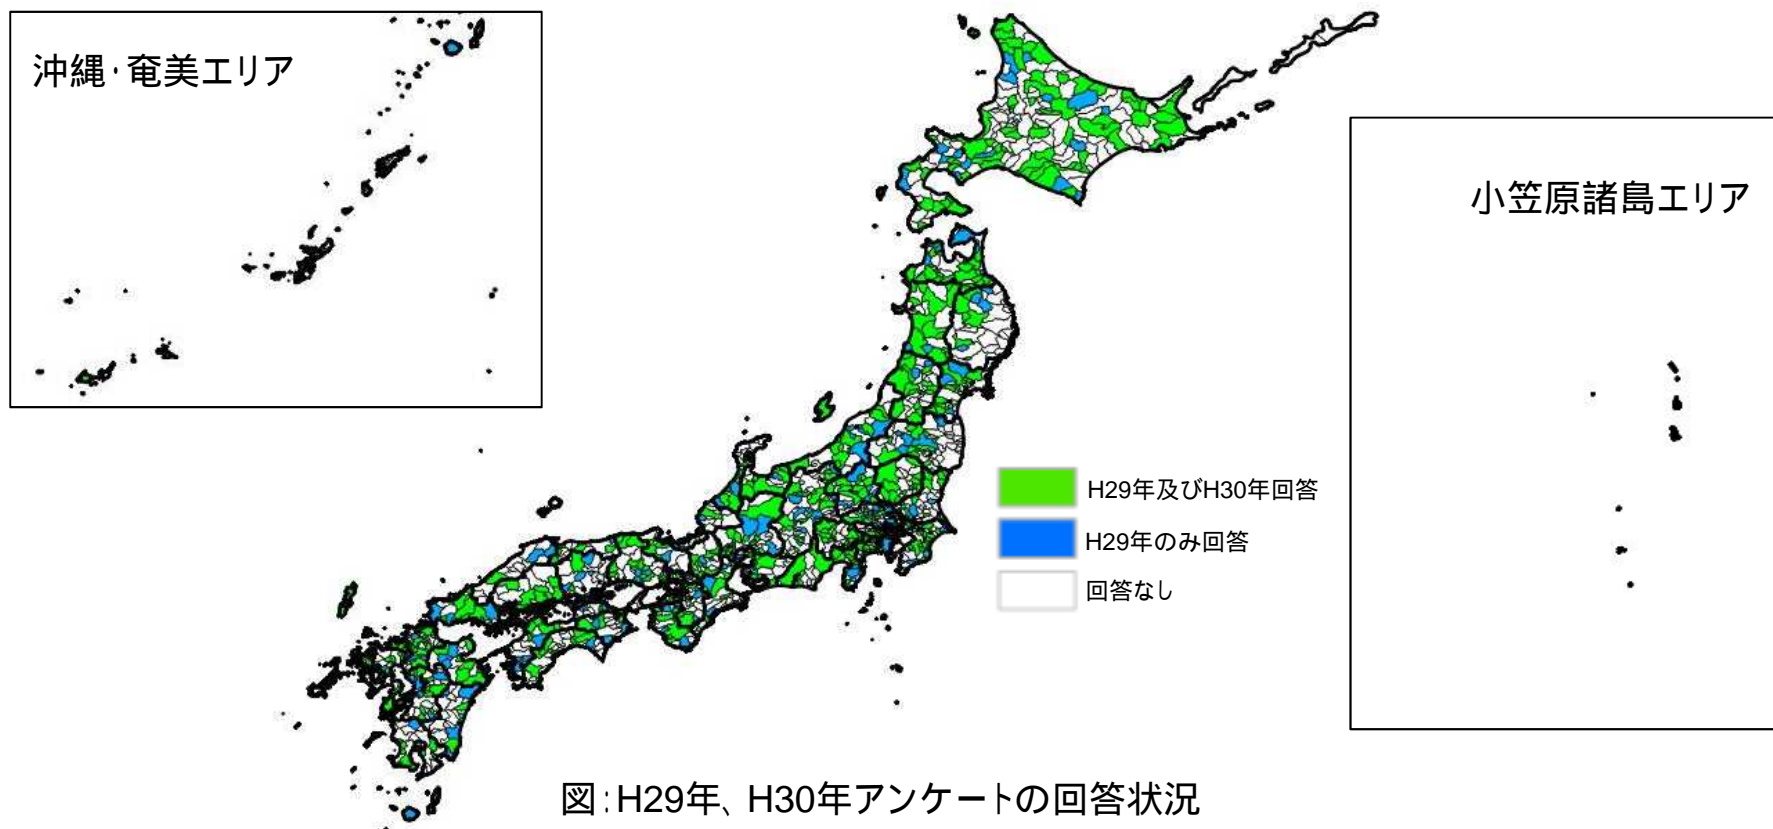 沖縄・奄美エリア
小笠原諸島エリア
H29年及びH30年回答
H29年のみ回答
回答なし
図:H29年、H30年アンケートの回答状況